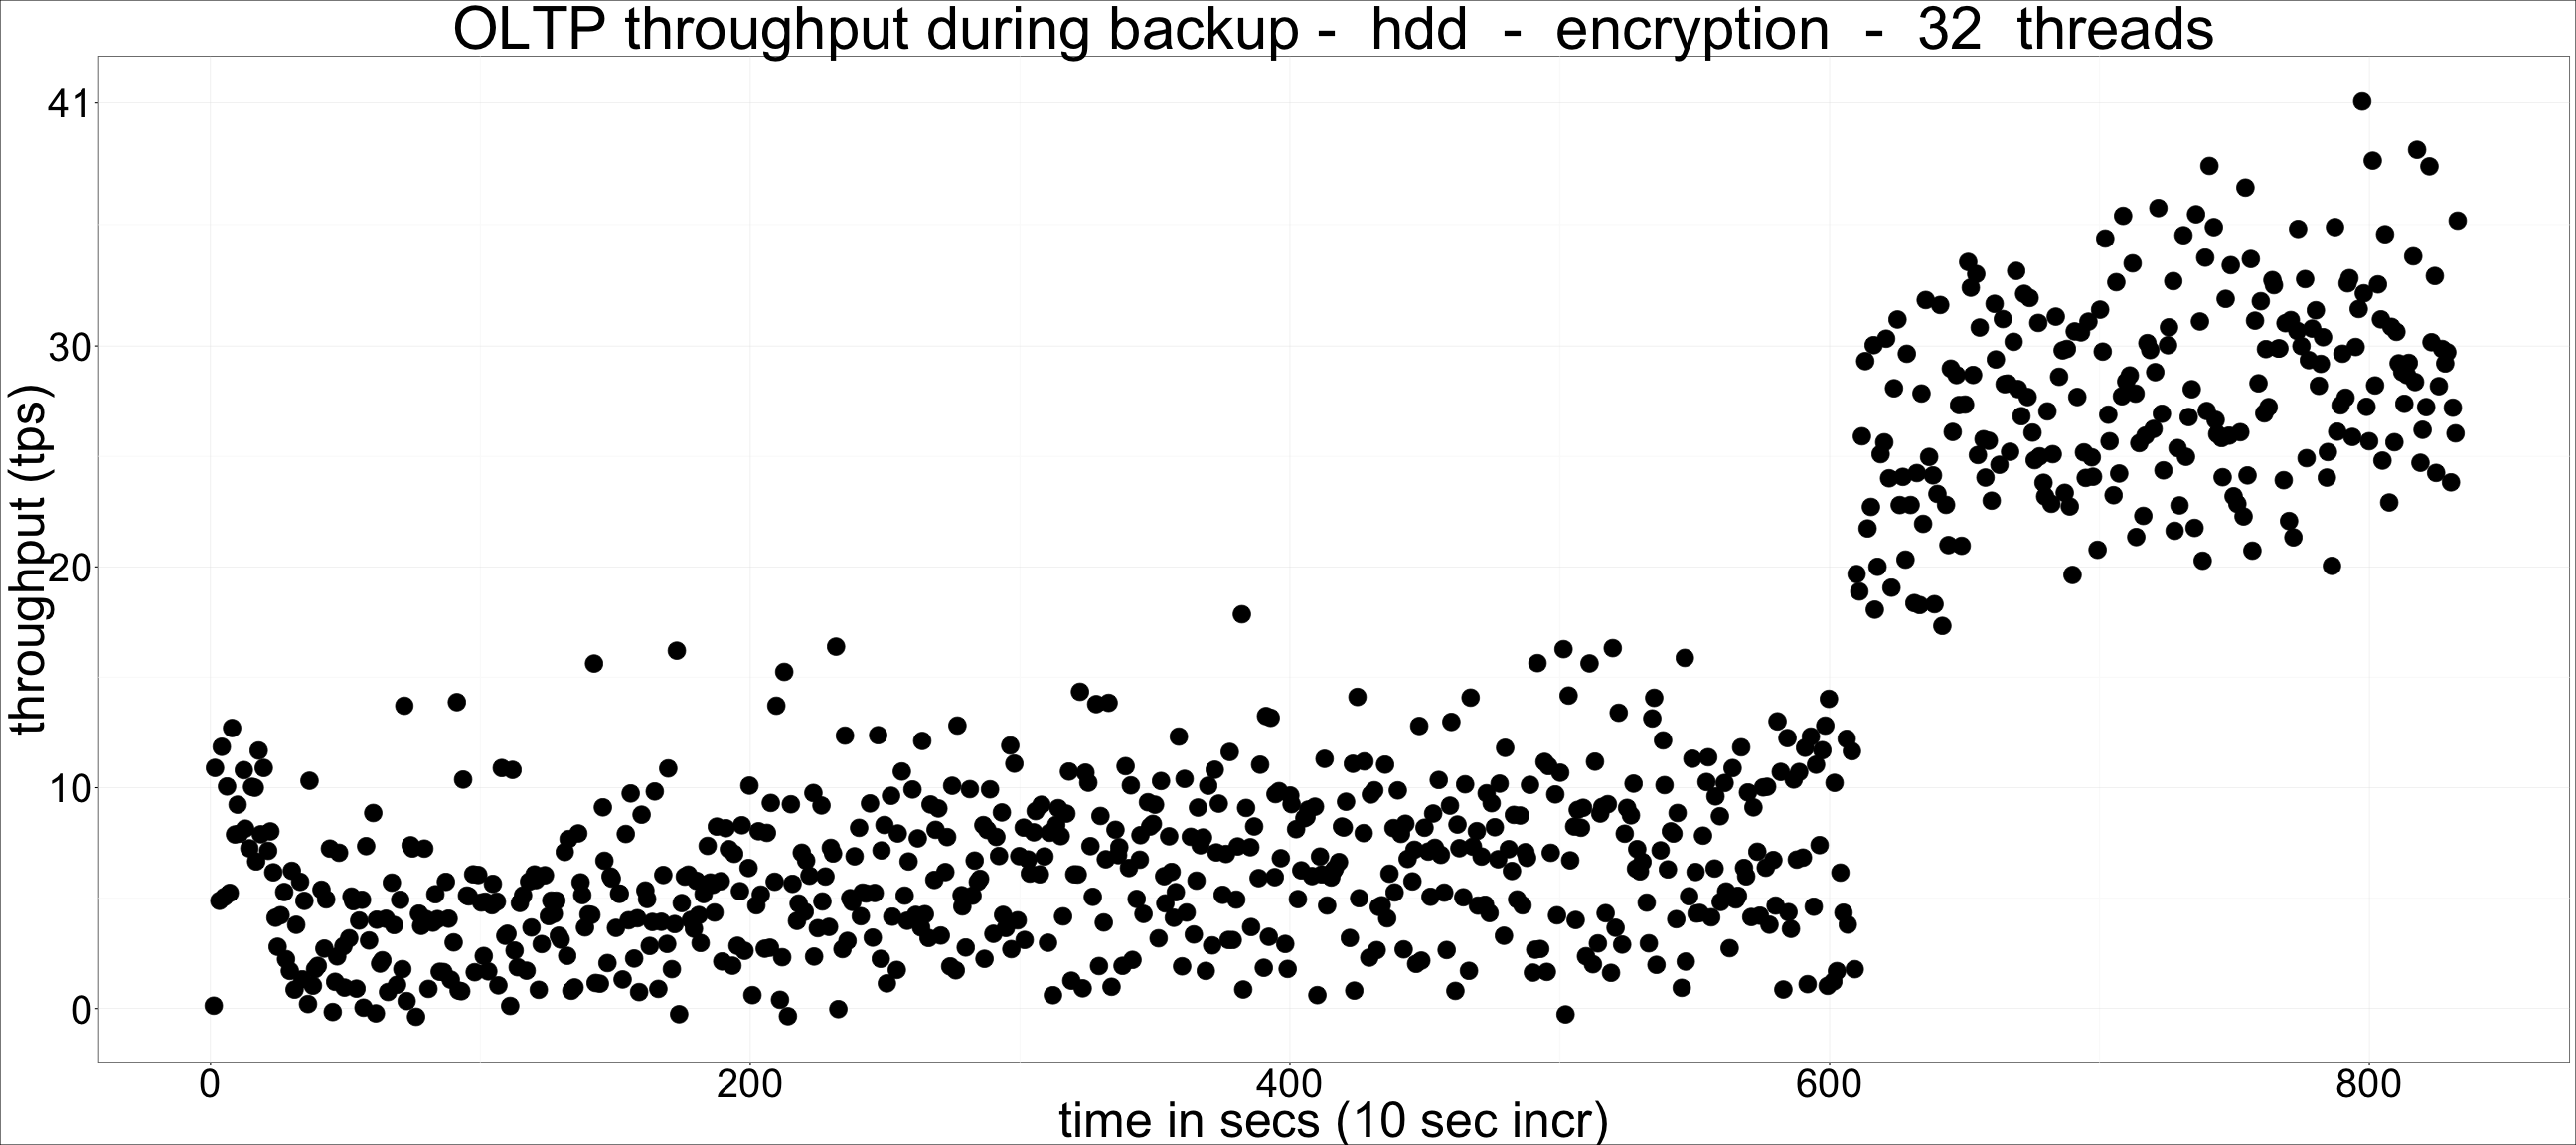 OLTP throughput during backup - hdd - encryption - 32 threads
throughput (tps)
41
30
20
10
0
0 200 400 600 800
time in secs (10 sec incr)